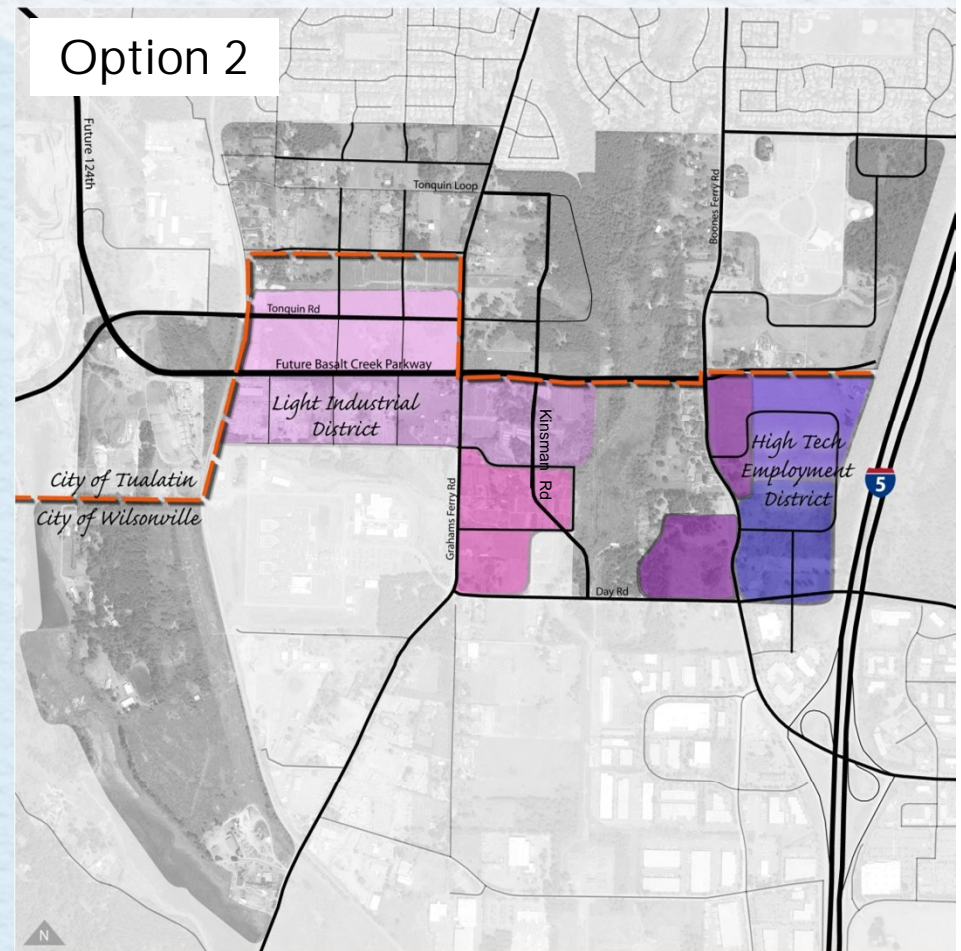 Option 2
Future 124th
Tonquin Loop
Boones Ferry Rd
Tonquin Rd
Future Basalt Creek Parkway
Light Industrial
District
Kinsman Rd
High Tech
Employment
District
5
City of Tualatin
City of Wilsonville
Grahams Ferry Rd
Day Rd
N